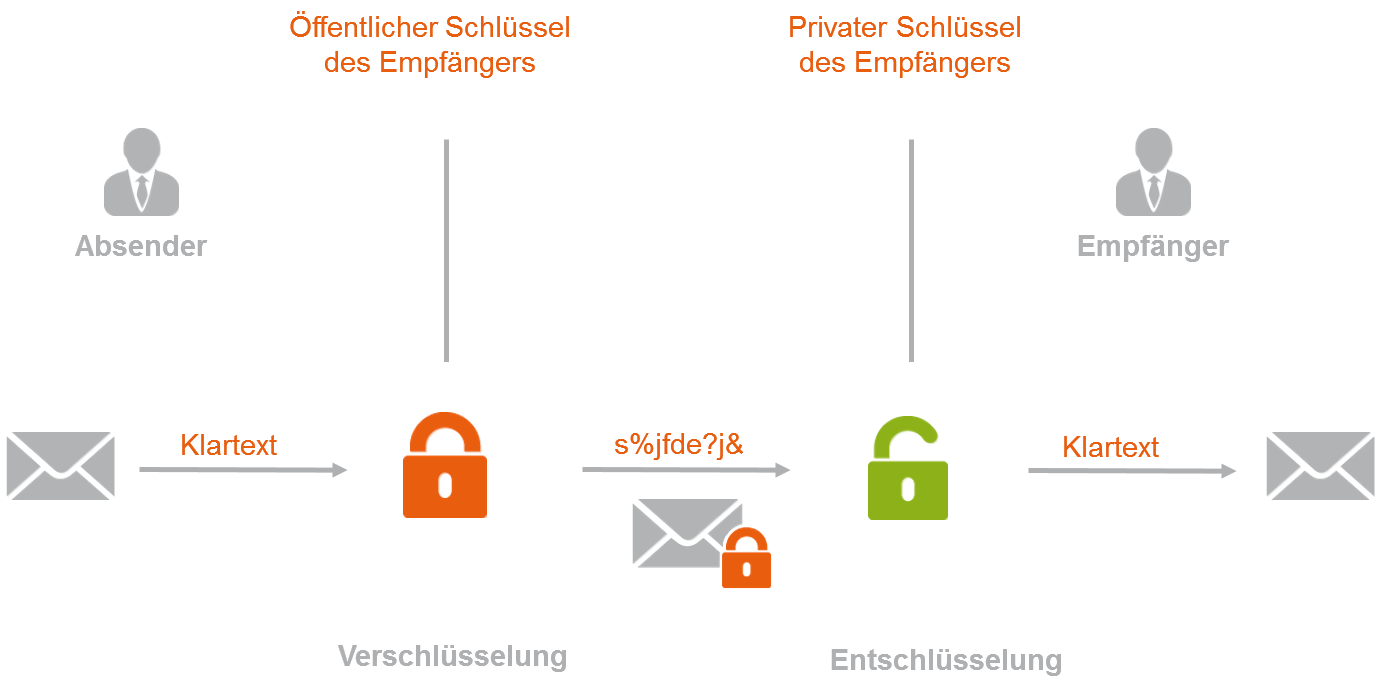 Öffentlicher Schlüssel
des Empfängers
Privater Schlüssel
des Empfängers
Absender
Empfänger
Klartext
s%jfde?j&
Klartext
Verschlüsselung
Entschlüsselung